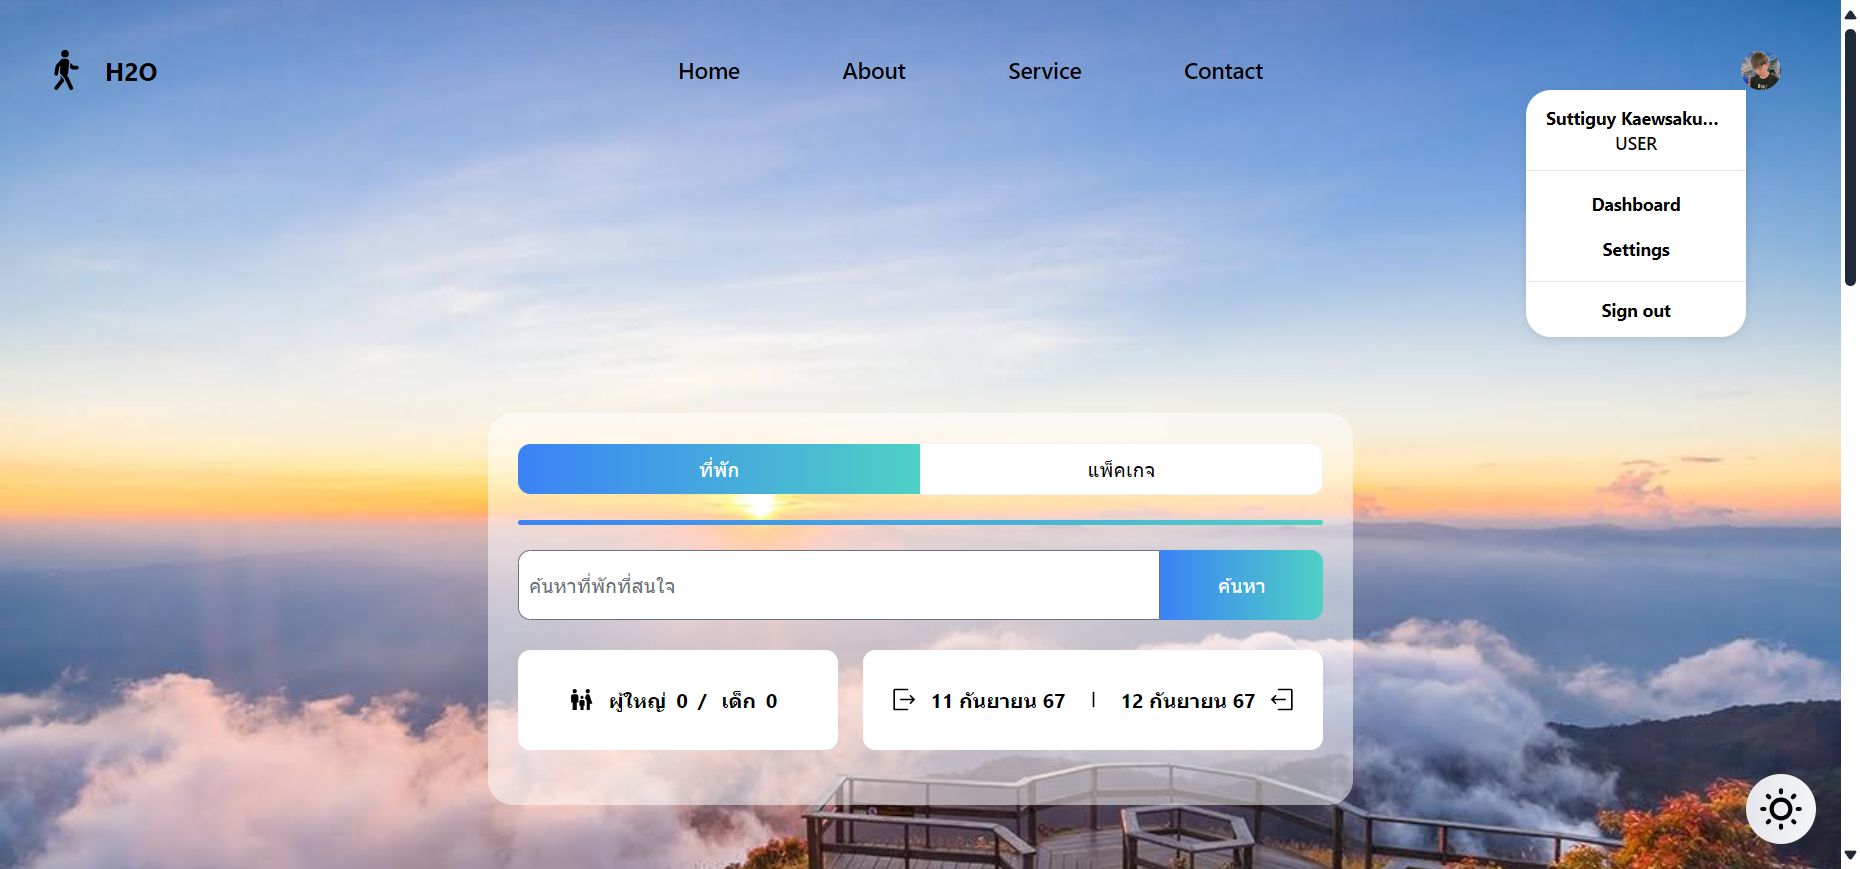 H2O
Home About Service Contact
Suttiguy Kaewsaku...
USER
Dashboard
Settings
Sign out
ที่พัก แพ็คเกจ
ค้นหาที่พักที่สนใจ ค้นหา
ผู้ใหญ่ 0 / เด็ก 0 11 กันยายน 67 | 12 กันยายน 67